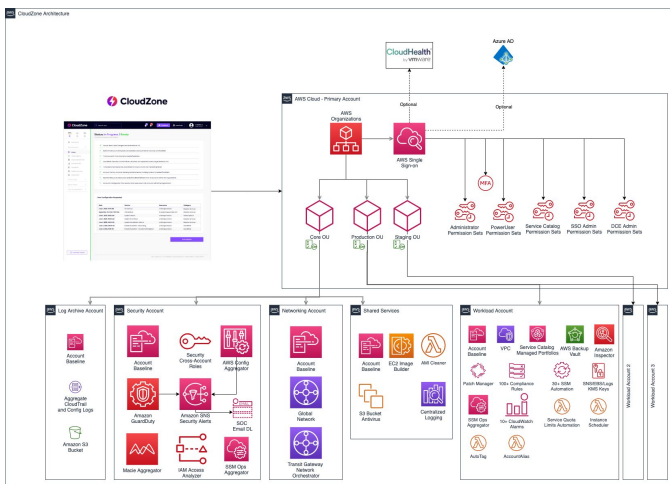 CloudZone Architecture
CloudHealth
by vmware
Azure AD
CloudZone
AWS Cloud - Primary Account
Optional
Optional
AWS
Organizations
AWS Single
Sign-on
MFA
Administrator
Permission Sets
PowerUser
Permission Sets
Service Catalog
Permission Sets
SSO Admin
Permission Sets
DCE Admin
Permission Sets
Core OU
Production OU
Staging OU
Log Archive Account
Account
Baseline
Aggregate
CloudTrail
and Config Logs
Amazon S3
Bucket
Security Account
Account
Baseline
Security
Cross-Account
Roles
AWS Config
Aggregator
Amazon
GuardDuty
Amazon SNS
Security Alerts
SOC
Email DL
Macie Aggregator
IAM Access
Analyzer
SSM Ops
Aggregator
Networking Account
Account
Baseline
Global
Network
Transit Gateway
Network
Orchestrator
Shared Services
Account
Baseline
EC2 Image
Builder
AMI Cleaner
S3 Bucket
Antivirus
Centralized
Logging
Workload Account
Account
Baseline
VPC
Service Catalog
Managed Portfolios
AWS Backup
Vault
Amazon
Inspector
Patch Manager
100+ Compliance
Rules
30+ SSM
Automation
SNS/EBS/Logs
KMS Keys
SSM Ops
Aggregator
10+ CloudWatch
Alarms
Service Quota
Limits Automation
Instance
Scheduler
AutoTag
AccountAlias
Workload Account 2
Workload Account 3